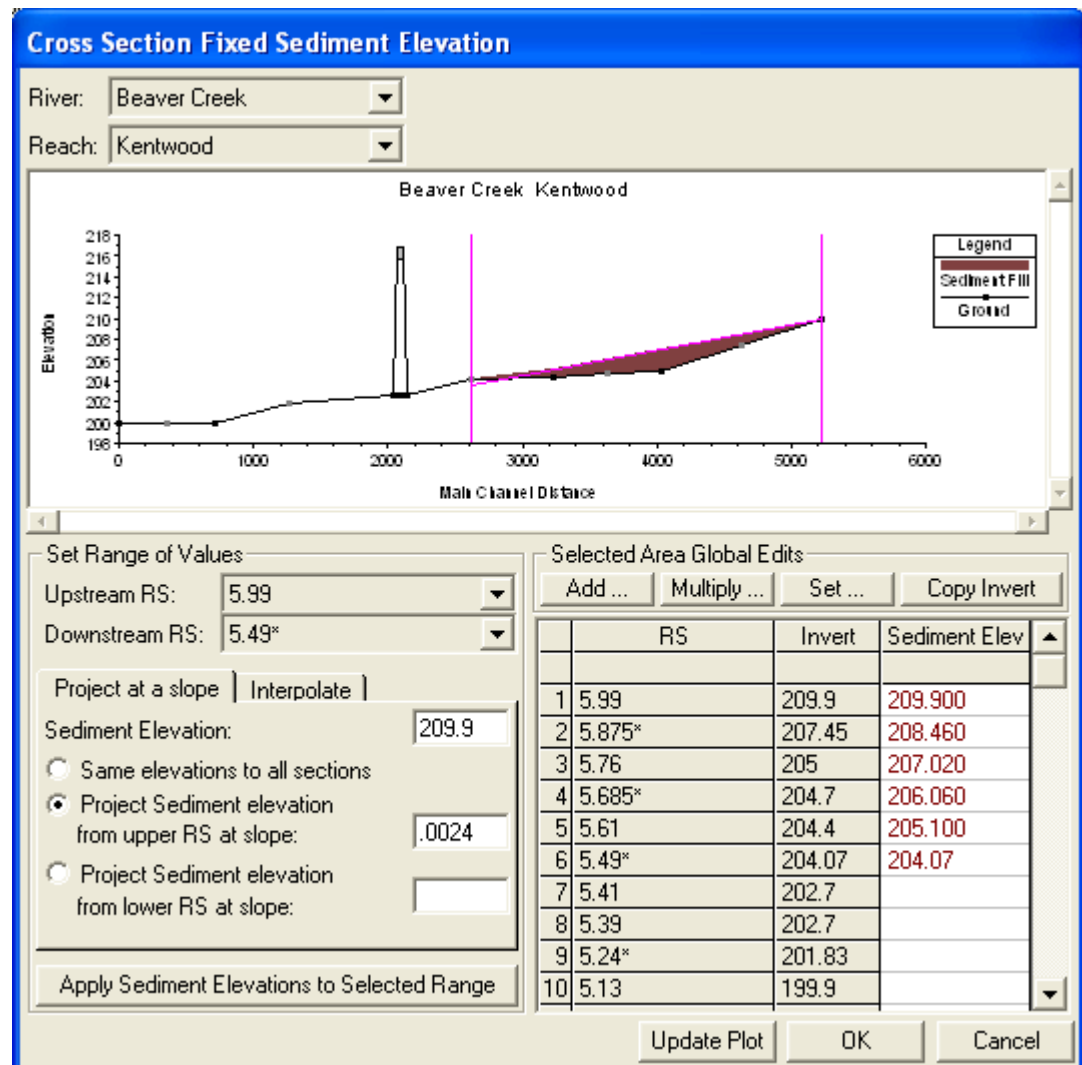 Cross Section Fixed Sediment Elevation
River: Beaver Creek
Reach: Kentwood
Beaver Creek Kentwood
218
216
214
212
210
208
206
204
202
200
198
Elevation
0 1000 2000 3000 4000 5000 6000
Main Channel Distance
Legend
Sediment Fill
Ground
Set Range of Values
Upstream RS: 5.99
Downstream RS: 5.49*
Project at a slope Interpolate
Sediment Elevation: 209.9
Same elevations to all sections
Project Sediment elevation
from upper RS at slope: .0024
Project Sediment elevation
from lower RS at slope:
Apply Sediment Elevations to Selected Range
Selected Area Global Edits
Add ... Multiply ... Set ... Copy Invert
RS Invert Sediment Elev
1 5.99 209.9 209.900
2 5.875* 207.45 208.460
3 5.76 205 207.020
4 5.685* 204.7 206.060
5 5.61 204.4 205.100
6 5.49* 204.07 204.07
7 5.41 202.7
8 5.39 202.7
9 5.24* 201.83
10 5.13 199.9
Update Plot OK Cancel